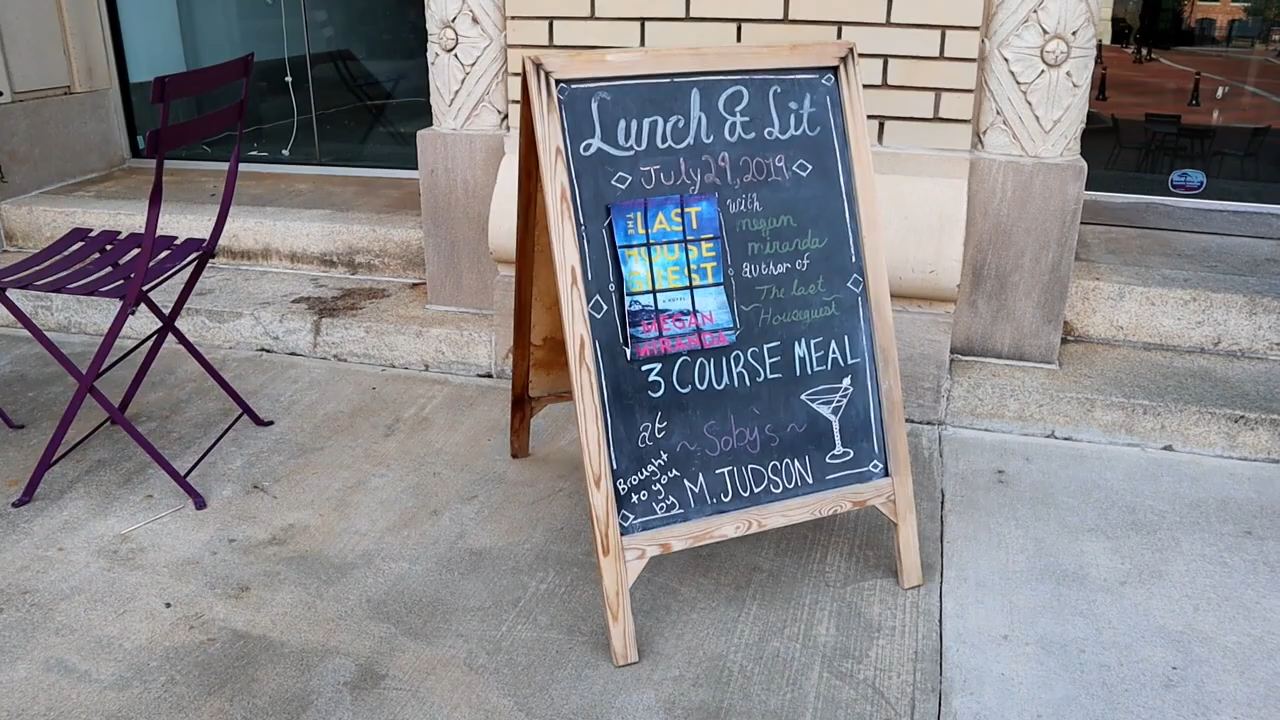 Lunch & Lit
July 29, 2019
with
megan
miranda
author of
The last
Houseguest
THE LAST
HOUSE
GUEST
A NOVEL
MEGAN
MIRANDA
3 COURSE MEAL
at
~ Soby's ~
Brought
to you
by M. JUDSON